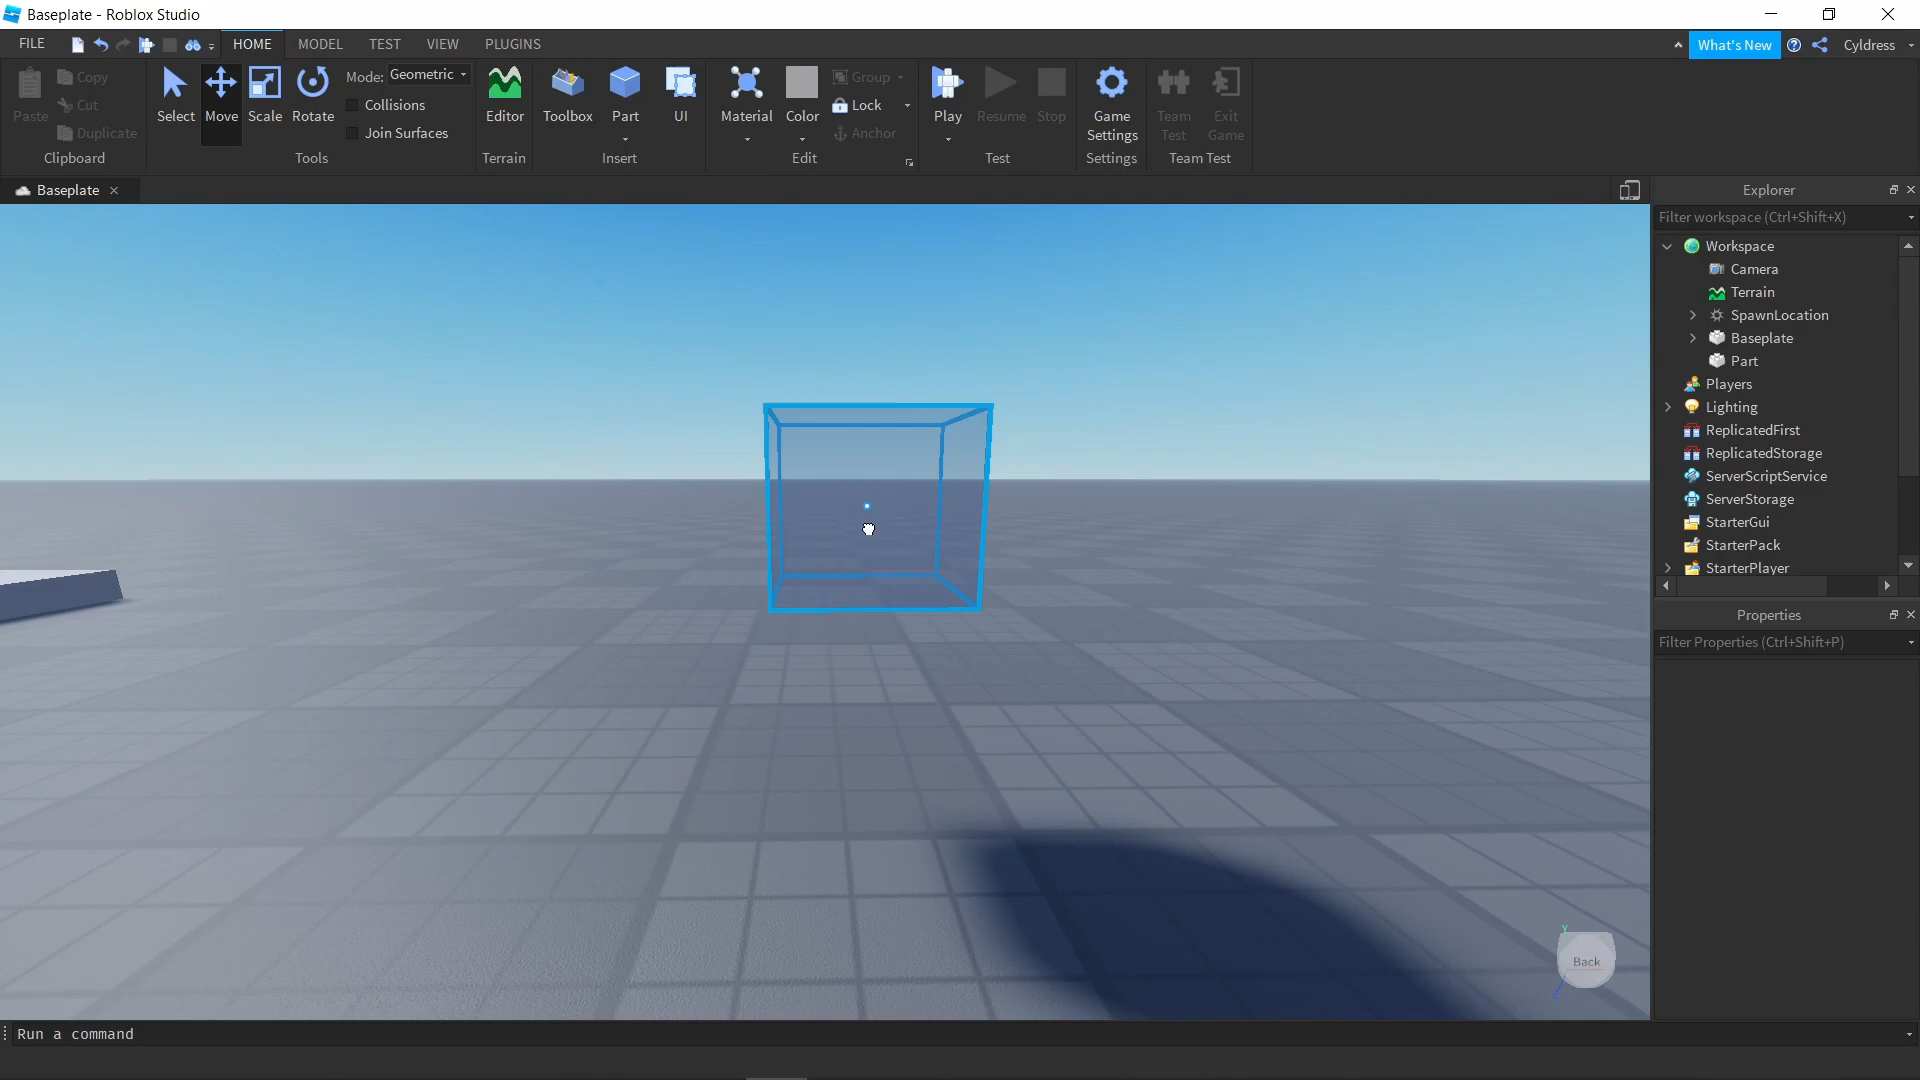 Baseplate - Roblox Studio
FILE HOME MODEL TEST VIEW PLUGINS What's New Cyldress
Paste Copy Cut Duplicate
Select Move Scale Rotate
Mode: Geometric
Collisions
Join Surfaces
Editor Toolbox Part UI
Material Color Group Lock Anchor
Play Resume Stop
Game Settings
Team Test
Exit Game
Clipboard Tools Terrain Insert Edit Test Settings Team Test
Baseplate
Explorer
Filter workspace (Ctrl+Shift+X)
Workspace
Camera
Terrain
SpawnLocation
Baseplate
Part
Players
Lighting
ReplicatedFirst
ReplicatedStorage
ServerScriptService
ServerStorage
StarterGui
StarterPack
StarterPlayer
Properties
Filter Properties (Ctrl+Shift+P)
Y
Back
Z
Run a command